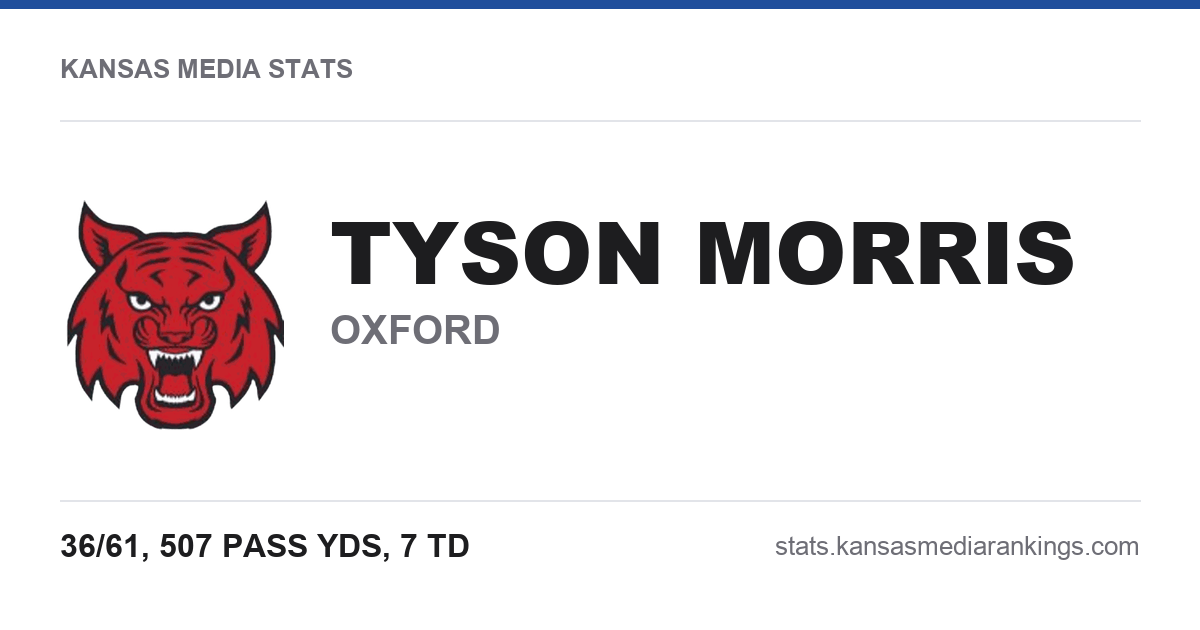 KANSAS MEDIA STATS
TYSON MORRIS
OXFORD
36/61, 507 PASS YDS, 7 TD
stats.kansasmediarankings.com